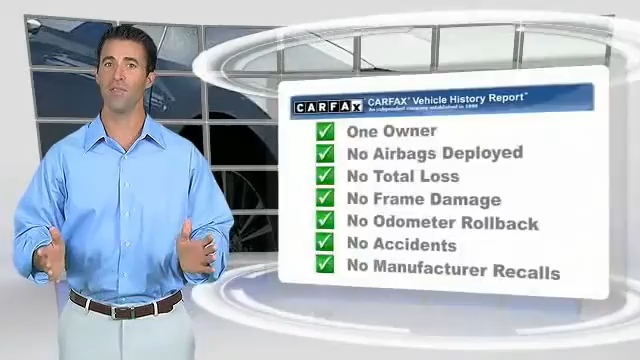 CARFAX CARFAX® Vehicle History Report™
An independent company established in 1986
One Owner
No Airbags Deployed
No Total Loss
No Frame Damage
No Odometer Rollback
No Accidents
No Manufacturer Recalls